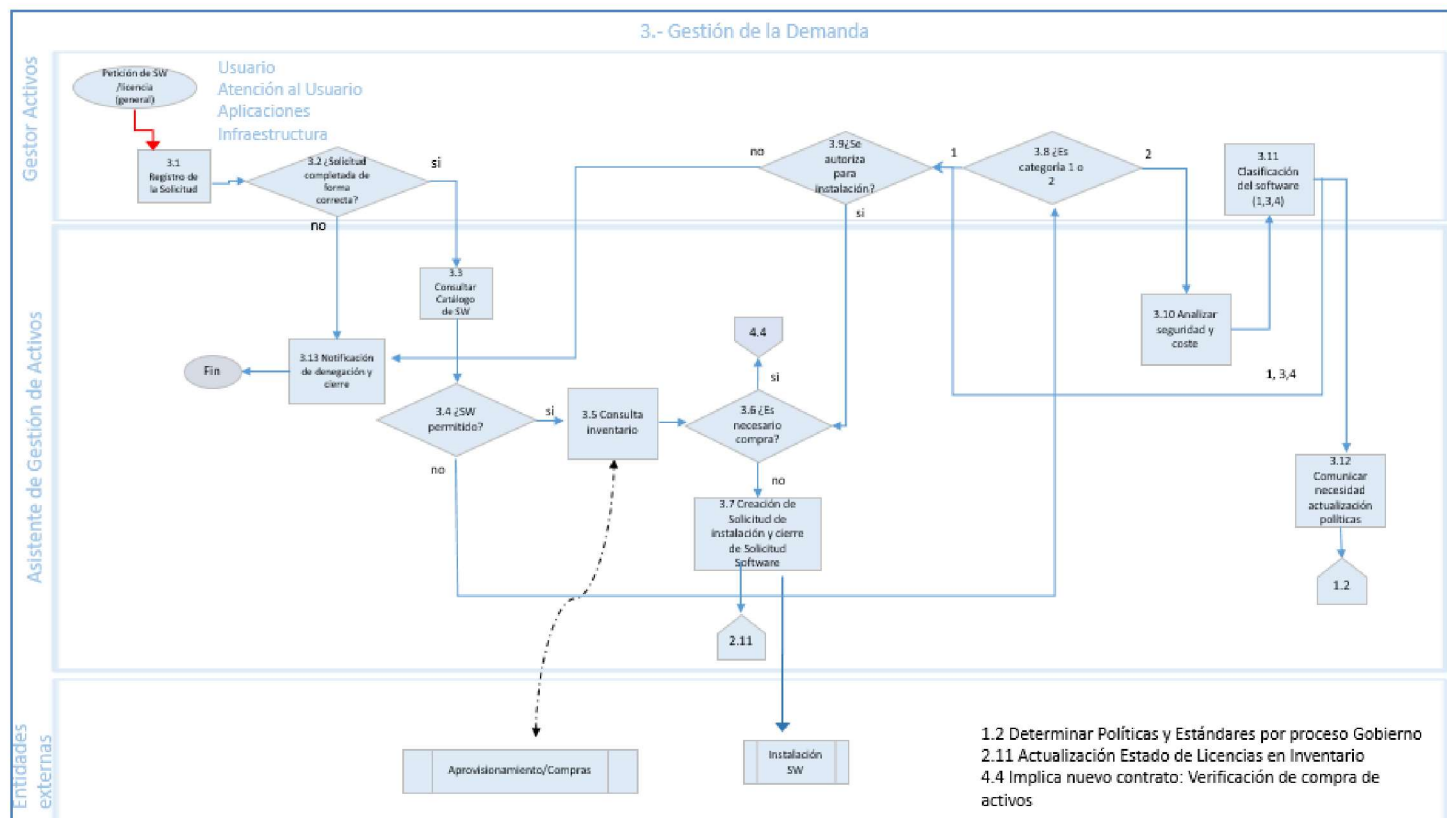 3.- Gestión de la Demanda
Gestor Activos
Petición de SW
/licencia
(general)
Usuario
Atención al Usuario
Aplicaciones
Infraestructura
3.1
Registro de
la Solicitud
3.2 ¿Solicitud
completada de
forma
correcta?
si
no
no
3.9¿Se
autoriza
para
instalación?
si
1
3.8 ¿Es
categoría 1 o
2
2
3.11
Clasificación
del software
(1,3,4)
Asistente de Gestión de Activos
3.3
Consultar
Catálogo
de SW
3.10 Analizar
seguridad y
coste
4.4
si
Fin
3.13 Notificación
de denegación y
cierre
1, 3,4
3.4 ¿SW
permitido?
si
no
3.5 Consulta
inventario
3.6 ¿Es
necesario
compra?
no
3.7 Creación de
Solicitud de
instalación y cierre
de Solicitud
Software
3.12
Comunicar
necesidad
actualización
políticas
1.2
2.11
Entidades
externas
Aprovisionamiento/Compras
Instalación
SW
1.2 Determinar Políticas y Estándares por proceso Gobierno
2.11 Actualización Estado de Licencias en Inventario
4.4 Implica nuevo contrato: Verificación de compra de
activos